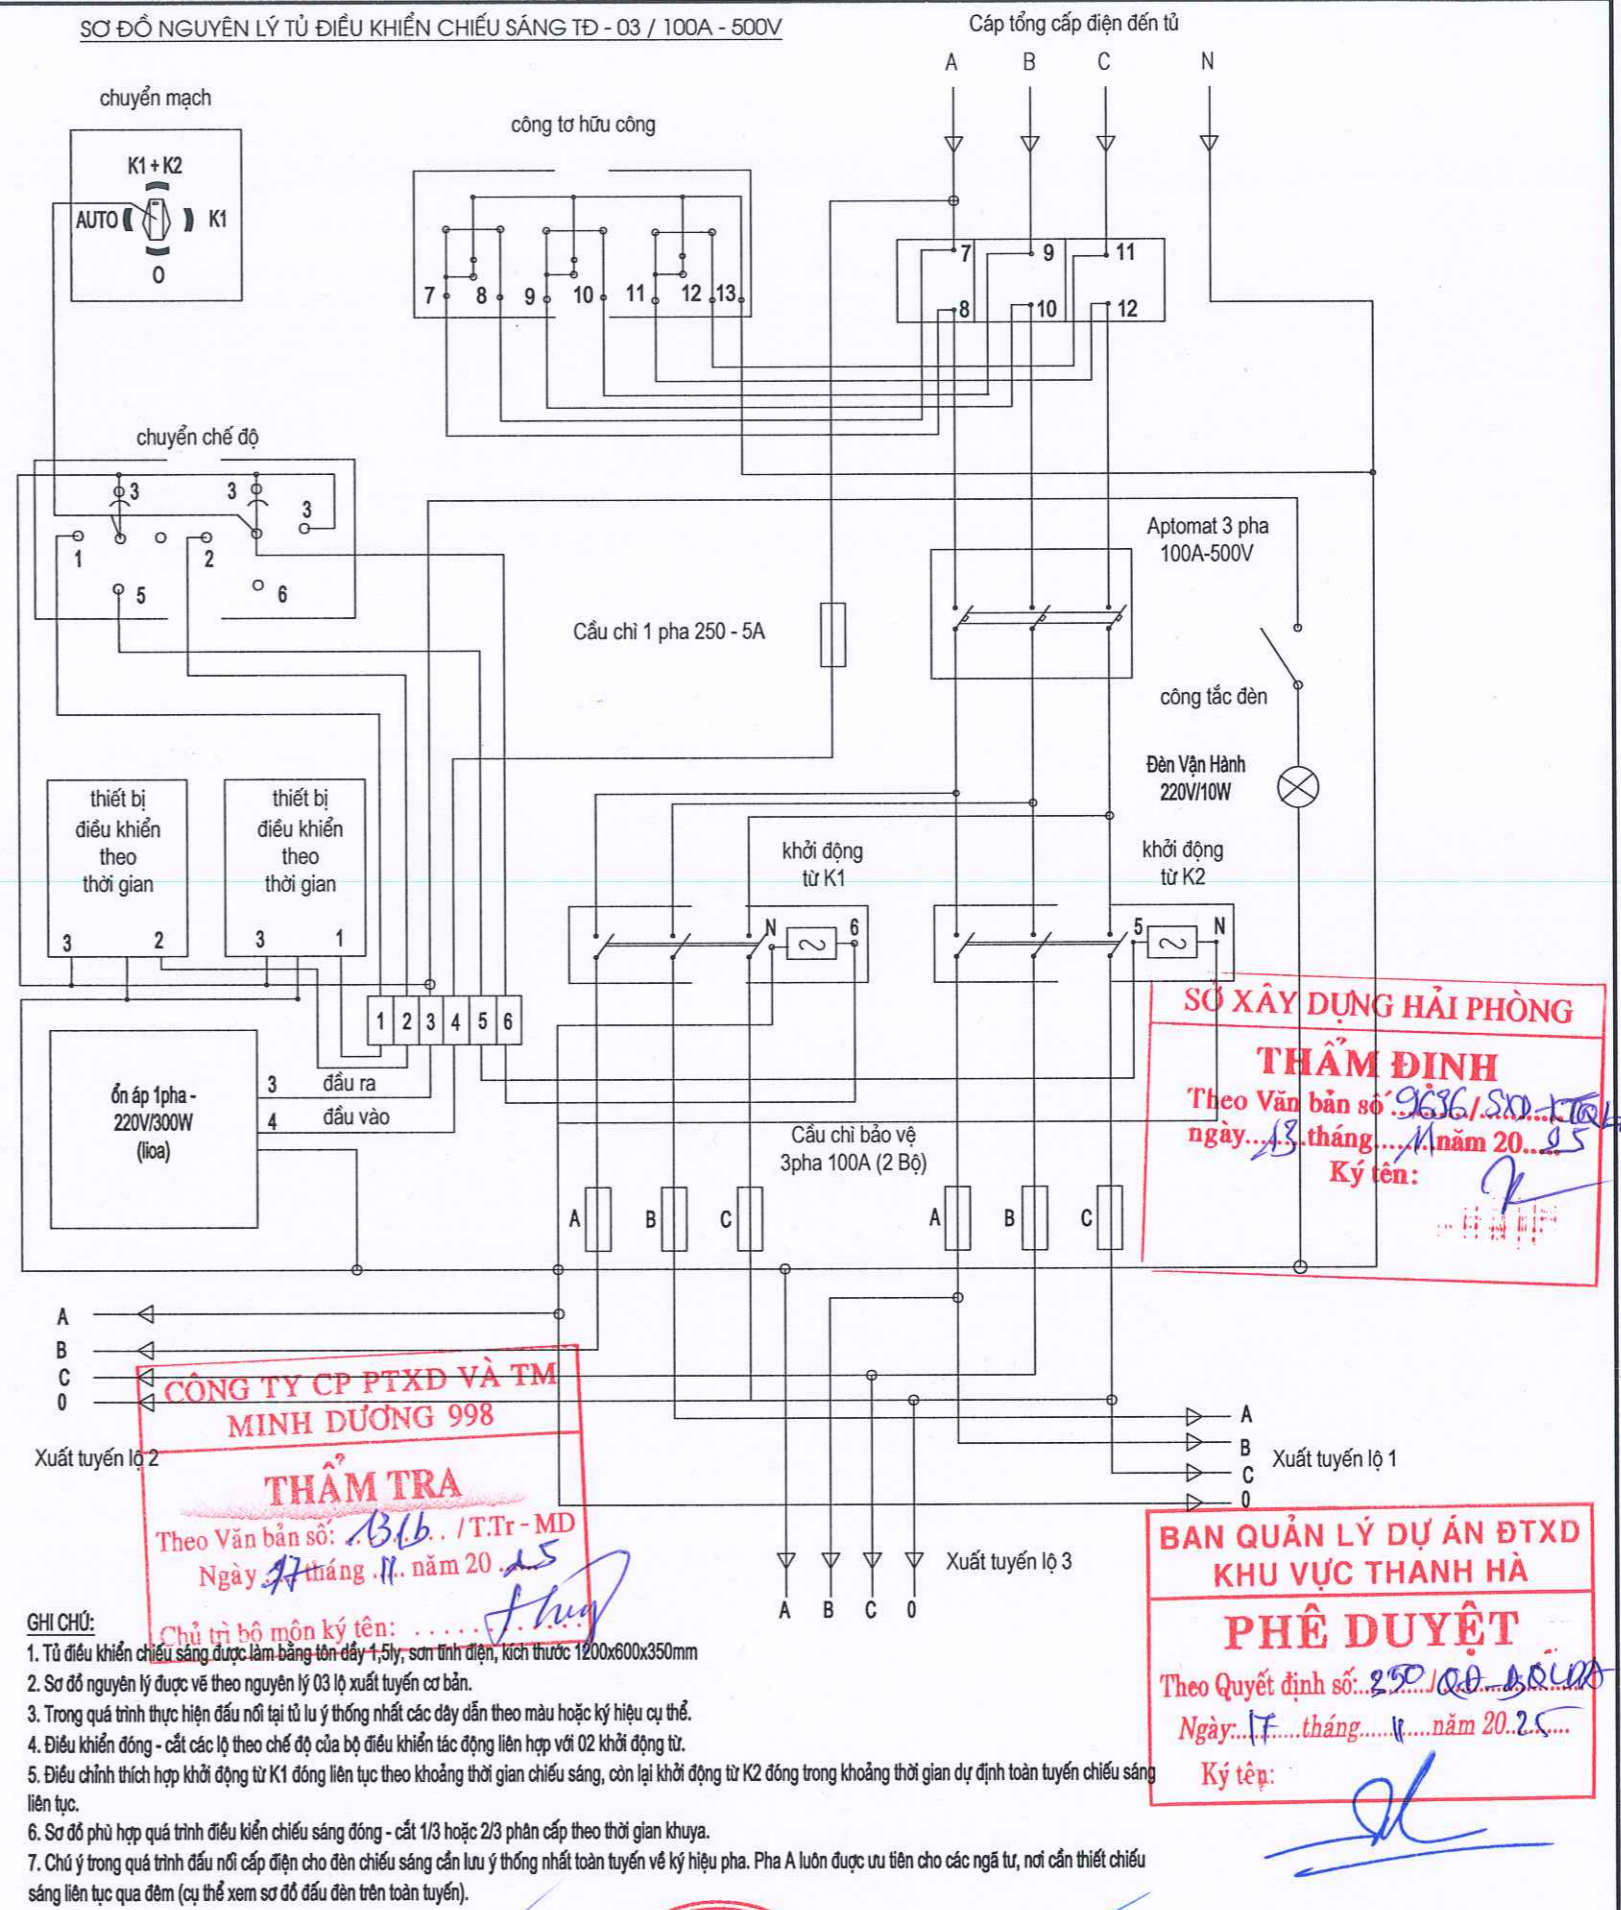 SƠ ĐỒ NGUYÊN LÝ TỦ ĐIỀU KHIỂN CHIẾU SÁNG TĐ - 03 / 100A - 500V
Cáp tổng cấp điện đến tủ
A B C N
chuyển mạch
K1 + K2
AUTO
K1
O
công tơ hữu công
7 8 9 10 11 12 13
7 9 11
8 10 12
chuyển chế độ
3 3 3
1 2
5 6
Aptomat 3 pha
100A-500V
Cầu chì 1 pha 250 - 5A
công tắc đèn
Đèn Vận Hành
220V/10W
thiết bị
điều khiển
theo
thời gian
3 2
thiết bị
điều khiển
theo
thời gian
3 1
khởi động
từ K1
N 6
khởi động
từ K2
5 N
1 2 3 4 5 6
ổn áp 1pha -
220V/300W
(lioa)
3 đầu ra
4 đầu vào
Cầu chì bảo vệ
3pha 100A (2 Bộ)
A B C
A B C
SỞ XÂY DỰNG HẢI PHÒNG
THẨM ĐỊNH
Theo Văn bản số: 9636/SXD-
ngày 13 tháng 11 năm 2025
Ký tên:
A
B
C
0
Xuất tuyến lộ 2
A
B
C
0
Xuất tuyến lộ 1
Xuất tuyến lộ 3
A B C 0
CÔNG TY CP PTXD VÀ TM
MINH DƯƠNG 998
THẨM TRA
Theo Văn bản số: / T.Tr - MD
Ngày 17 tháng 11 năm 2025
Chủ trì bộ môn ký tên:
BAN QUẢN LÝ DỰ ÁN ĐTXD
KHU VỰC THANH HÀ
PHÊ DUYỆT
Theo Quyết định số: 250/QĐ-BQLDA
Ngày: 17 tháng 11 năm 2025
Ký tên:
GHI CHÚ:
1. Tủ điều khiển chiếu sáng được làm bằng tôn dầy 1,5ly, sơn tĩnh điện, kích thước 1200x600x350mm
2. Sơ đồ nguyên lý được vẽ theo nguyên lý 03 lộ xuất tuyến cơ bản.
3. Trong quá trình thực hiện đấu nối tại tủ lu ý thống nhất các dây dẫn theo màu hoặc ký hiệu cụ thể.
4. Điều khiển đóng - cắt các lộ theo chế độ của bộ điều khiển tác động liên hợp với 02 khởi động từ.
5. Điều chỉnh thích hợp khởi động từ K1 đóng liên tục theo khoảng thời gian chiếu sáng, còn lại khởi động từ K2 đóng trong khoảng thời gian dự định toàn tuyến chiếu sáng
liên tục.
6. Sơ đồ phù hợp quá trình điều kiển chiếu sáng đóng - cắt 1/3 hoặc 2/3 phân cấp theo thời gian khuya.
7. Chú ý trong quá trình đấu nối cấp điện cho đèn chiếu sáng cần lưu ý thống nhất toàn tuyến về ký hiệu pha. Pha A luôn được ưu tiên cho các ngã tư, nơi cần thiết chiếu
sáng liên tục qua đêm (cụ thể xem sơ đồ đấu đèn trên toàn tuyến).